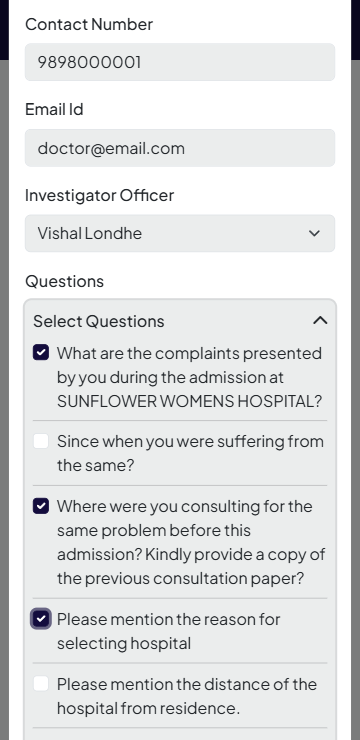 Contact Number
9898000001
Email Id
doctor@email.com
Investigator Officer
Vishal Londhe
Questions
Select Questions
What are the complaints presented
by you during the admission at
SUNFLOWER WOMENS HOSPITAL?
Since when you were suffering from
the same?
Where were you consulting for the
same problem before this
admission? Kindly provide a copy of
the previous consultation paper?
Please mention the reason for
selecting hospital
Please mention the distance of the
hospital from residence.